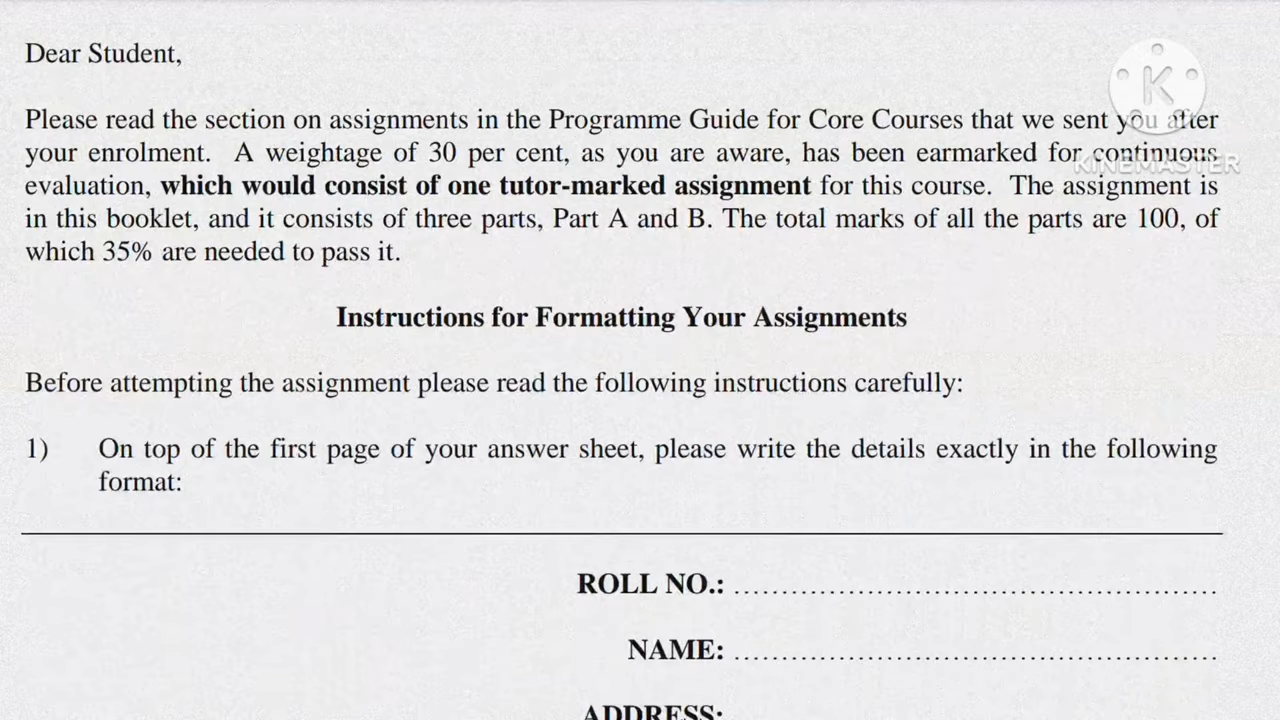 Dear Student,
Please read the section on assignments in the Programme Guide for Core Courses that we sent you after
your enrolment. A weightage of 30 per cent, as you are aware, has been earmarked for continuous
evaluation, which would consist of one tutor-marked assignment for this course. The assignment is
in this booklet, and it consists of three parts, Part A and B. The total marks of all the parts are 100, of
which 35% are needed to pass it.
Instructions for Formatting Your Assignments
Before attempting the assignment please read the following instructions carefully:
1) On top of the first page of your answer sheet, please write the details exactly in the following
format:
ROLL NO.: ................................................
NAME: ................................................
ADDRESS:
K
KINEMASTER